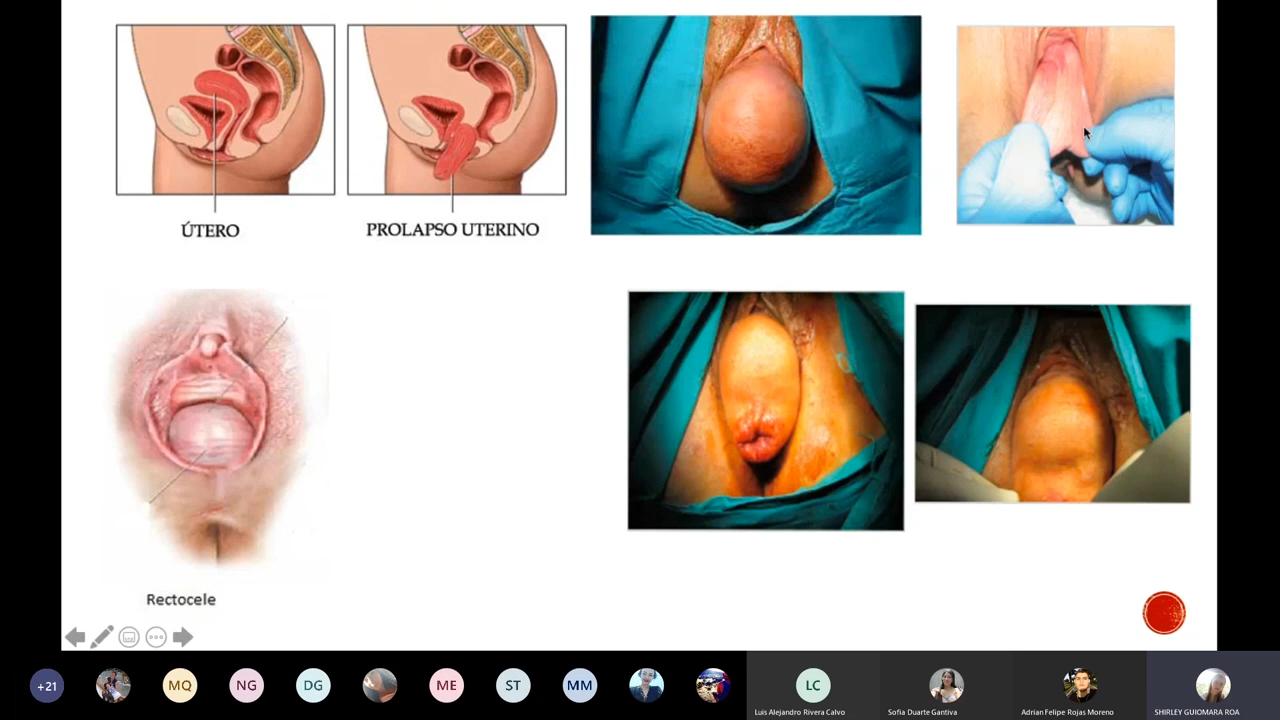 ÚTERO
PROLAPSO UTERINO
Rectocele
+21
MQ
NG
DG
ME
ST
MM
LC
Luis Alejandro Rivera Calvo
Sofia Duarte Gantiva
Adrian Felipe Rojas Moreno
SHIRLEY GUIOMARA ROA